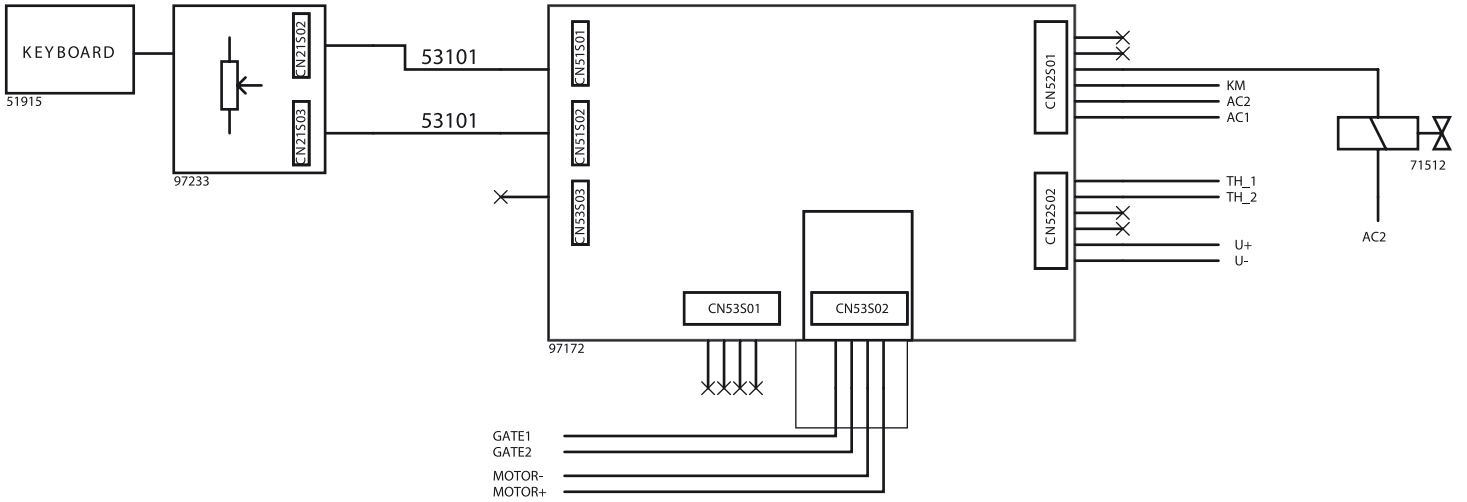 KEYBOARD
51915
CN21S02
CN21S03
97233
53101
53101
CN51S01
CN51S02
CN53S03
CN52S01
CN52S02
KM
AC2
AC1
71512
TH_1
TH_2
AC2
U+
U-
CN53S01
CN53S02
97172
GATE1
GATE2
MOTOR-
MOTOR+